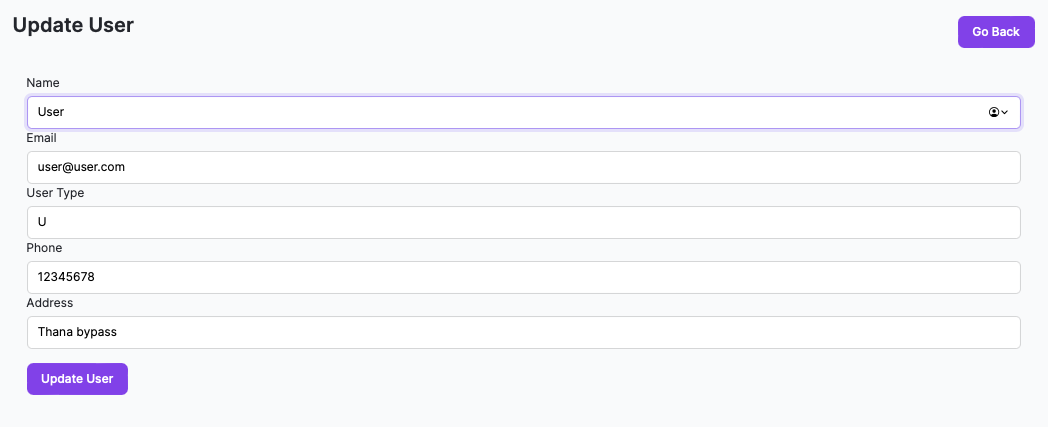 Update User
Go Back
Name
User
Email
user@user.com
User Type
U
Phone
12345678
Address
Thana bypass
Update User